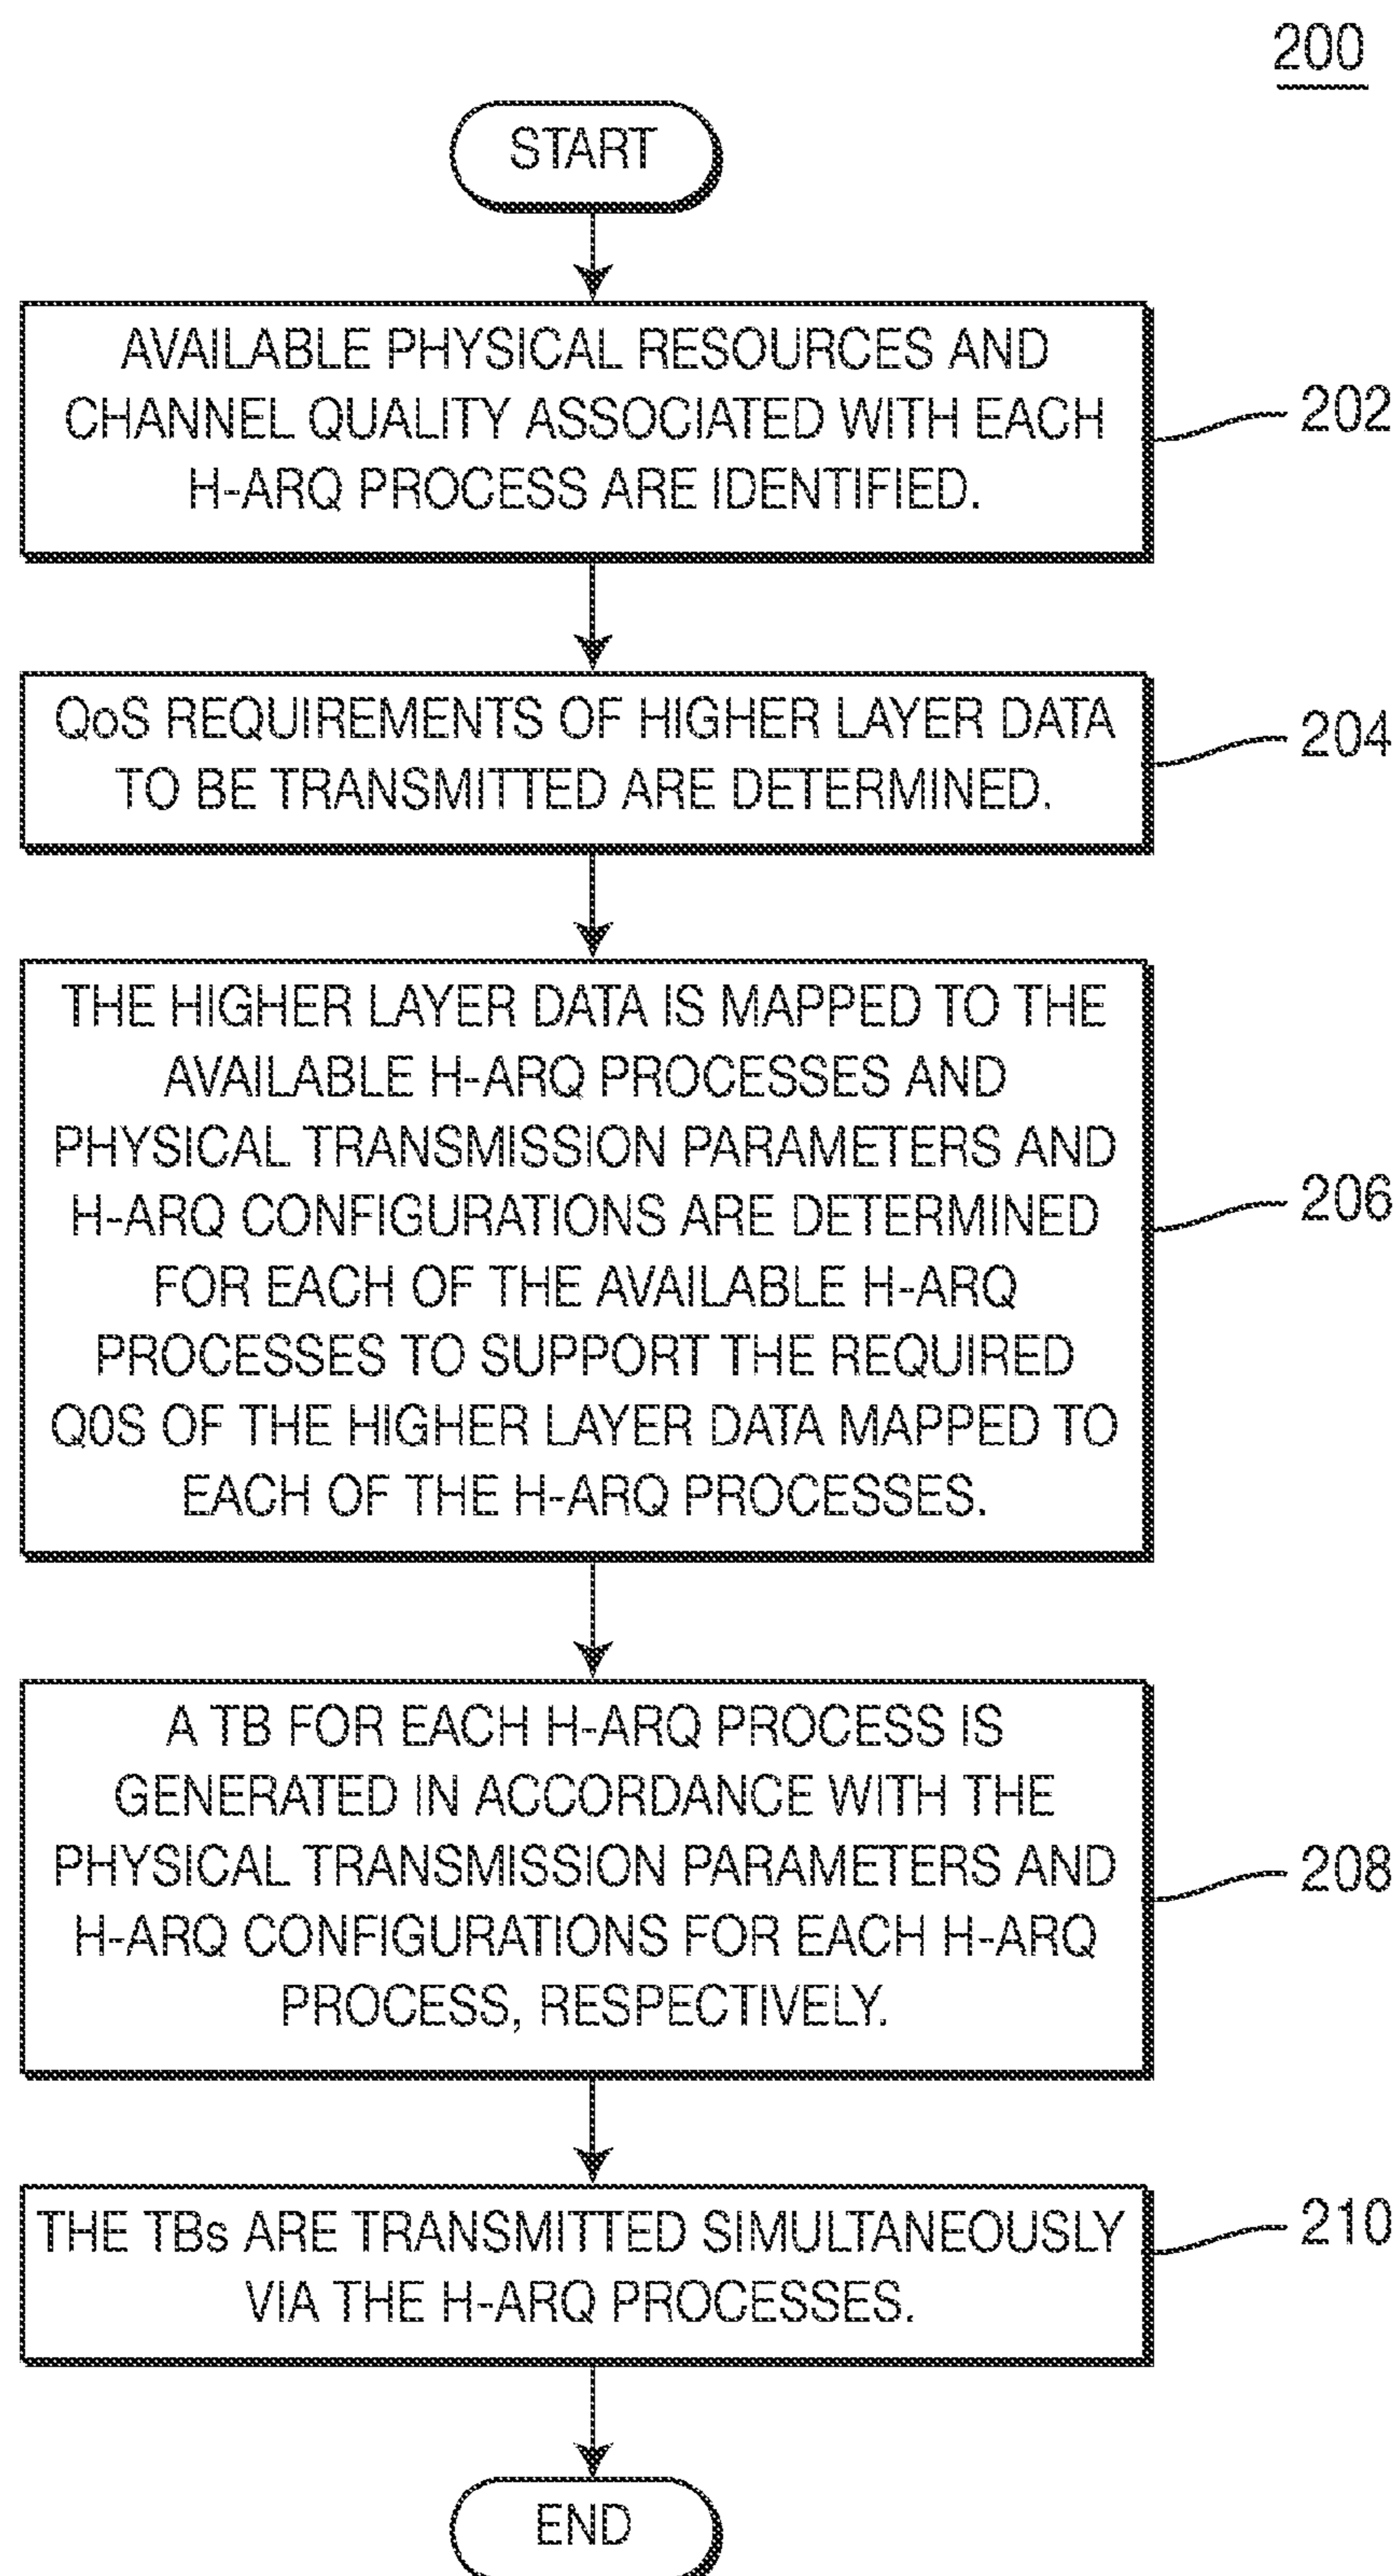 200
START
AVAILABLE PHYSICAL RESOURCES AND
CHANNEL QUALITY ASSOCIATED WITH EACH
H-ARQ PROCESS ARE IDENTIFIED.
202
QoS REQUIREMENTS OF HIGHER LAYER DATA
TO BE TRANSMITTED ARE DETERMINED.
204
THE HIGHER LAYER DATA IS MAPPED TO THE
AVAILABLE H-ARQ PROCESSES AND
PHYSICAL TRANSMISSION PARAMETERS AND
H-ARQ CONFIGURATIONS ARE DETERMINED
FOR EACH OF THE AVAILABLE H-ARQ
PROCESSES TO SUPPORT THE REQUIRED
Q0S OF THE HIGHER LAYER DATA MAPPED TO
EACH OF THE H-ARQ PROCESSES.
206
A TB FOR EACH H-ARQ PROCESS IS
GENERATED IN ACCORDANCE WITH THE
PHYSICAL TRANSMISSION PARAMETERS AND
H-ARQ CONFIGURATIONS FOR EACH H-ARQ
PROCESS, RESPECTIVELY.
208
THE TBs ARE TRANSMITTED SIMULTANEOUSLY
VIA THE H-ARQ PROCESSES.
210
END